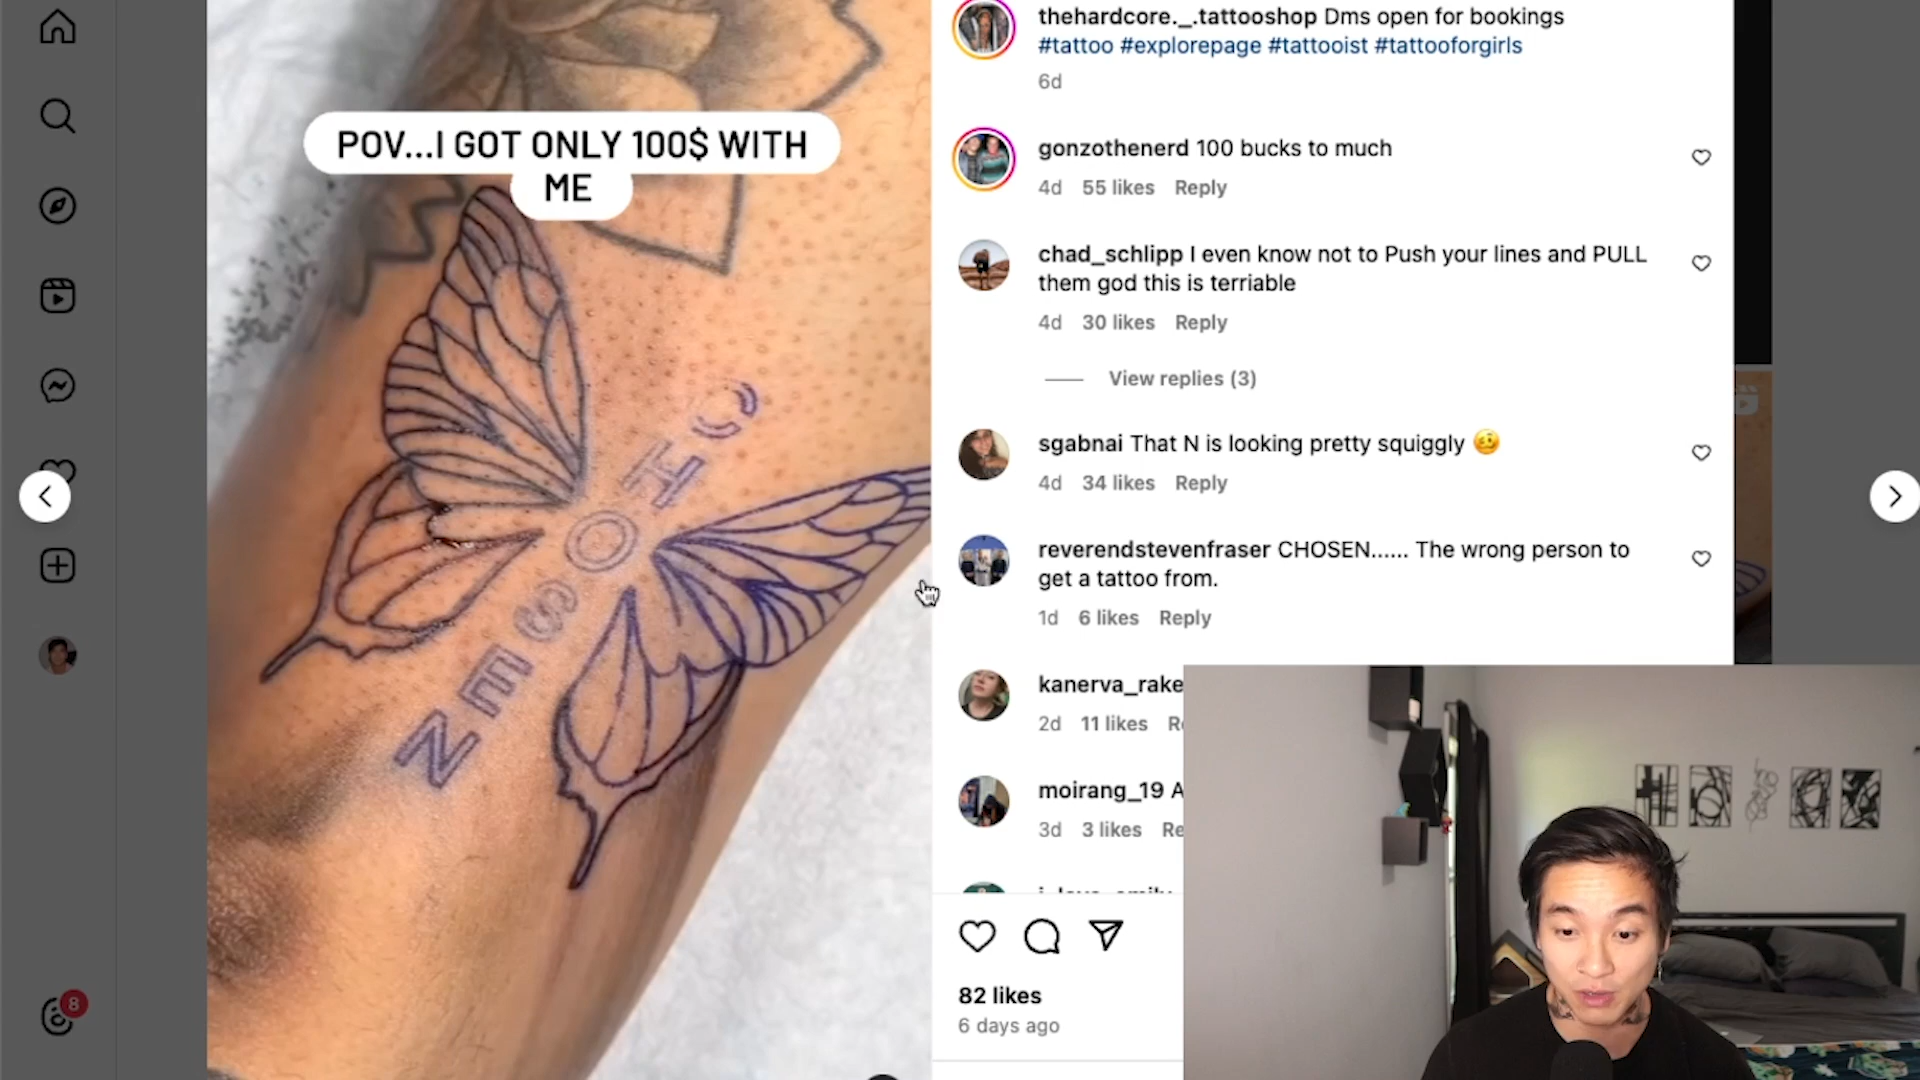 POV...I GOT ONLY 100$ WITH
ME
CHOSEN
thehardcore._.tattooshop Dms open for bookings
#tattoo #explorepage #tattooist #tattooforgirls
6d
gonzothenerd 100 bucks to much
4d 55 likes Reply
chad_schlipp I even know not to Push your lines and PULL
them god this is terriable
4d 30 likes Reply
View replies (3)
sgabnai That N is looking pretty squiggly 🥴
4d 34 likes Reply
reverendstevenfraser CHOSEN...... The wrong person to
get a tattoo from.
1d 6 likes Reply
kanerva_rake
2d 11 likes Re
moirang_19 A
3d 3 likes Re
82 likes
6 days ago
8